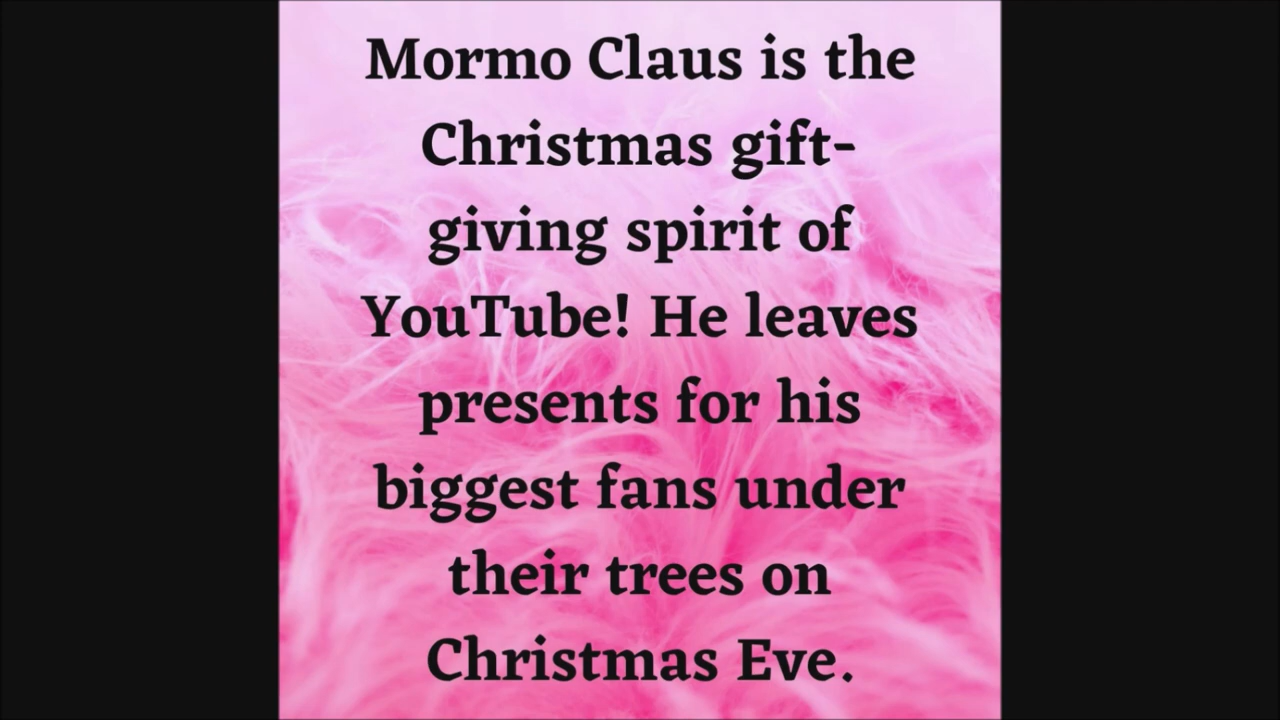 Mormo Claus is the
Christmas gift-
giving spirit of
YouTube! He leaves
presents for his
biggest fans under
their trees on
Christmas Eve.